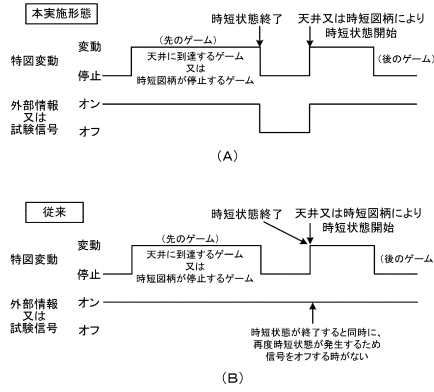 本実施形態
時短状態終了
天井又は時短図柄により
時短状態開始
特図変動
変動
停止
(先のゲーム)
天井に到達するゲーム
又は
時短図柄が停止するゲーム
(後のゲーム)
外部情報
又は
試験信号
オン
オフ
(A)
従来
時短状態終了
天井又は時短図柄により
時短状態開始
特図変動
変動
停止
(先のゲーム)
天井に到達するゲーム
又は
時短図柄が停止するゲーム
(後のゲーム
外部情報
又は
試験信号
オン
オフ
時短状態が終了すると同時に、
再度時短状態が発生するため
信号をオフする時がない
(B)